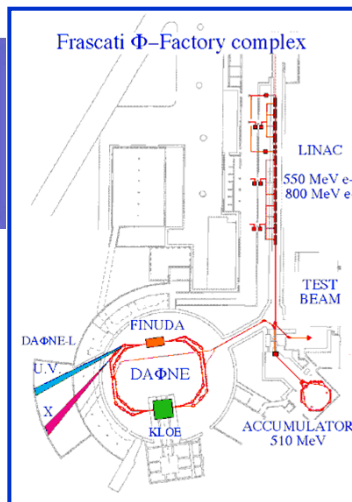 Frascati Φ–Factory complex
LINAC
550 MeV e-
800 MeV e-
TEST
BEAM
FINUDA
DAΦNE-L
U.V
DAΦNE
X
KLOE
ACCUMULATOR
510 MeV